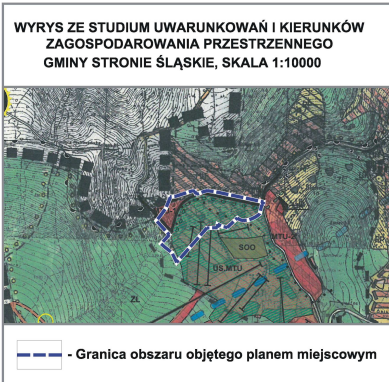 WYRYS ZE STUDIUM UWARUNKOWAŃ I KIERUNKÓW
ZAGOSPODAROWANIA PRZESTRZENNEGO
GMINY STRONIE ŚLĄSKIE, SKALA 1:10000
MTU-2
SOO
US,MTU
ZL
- Granica obszaru objętego planem miejscowym